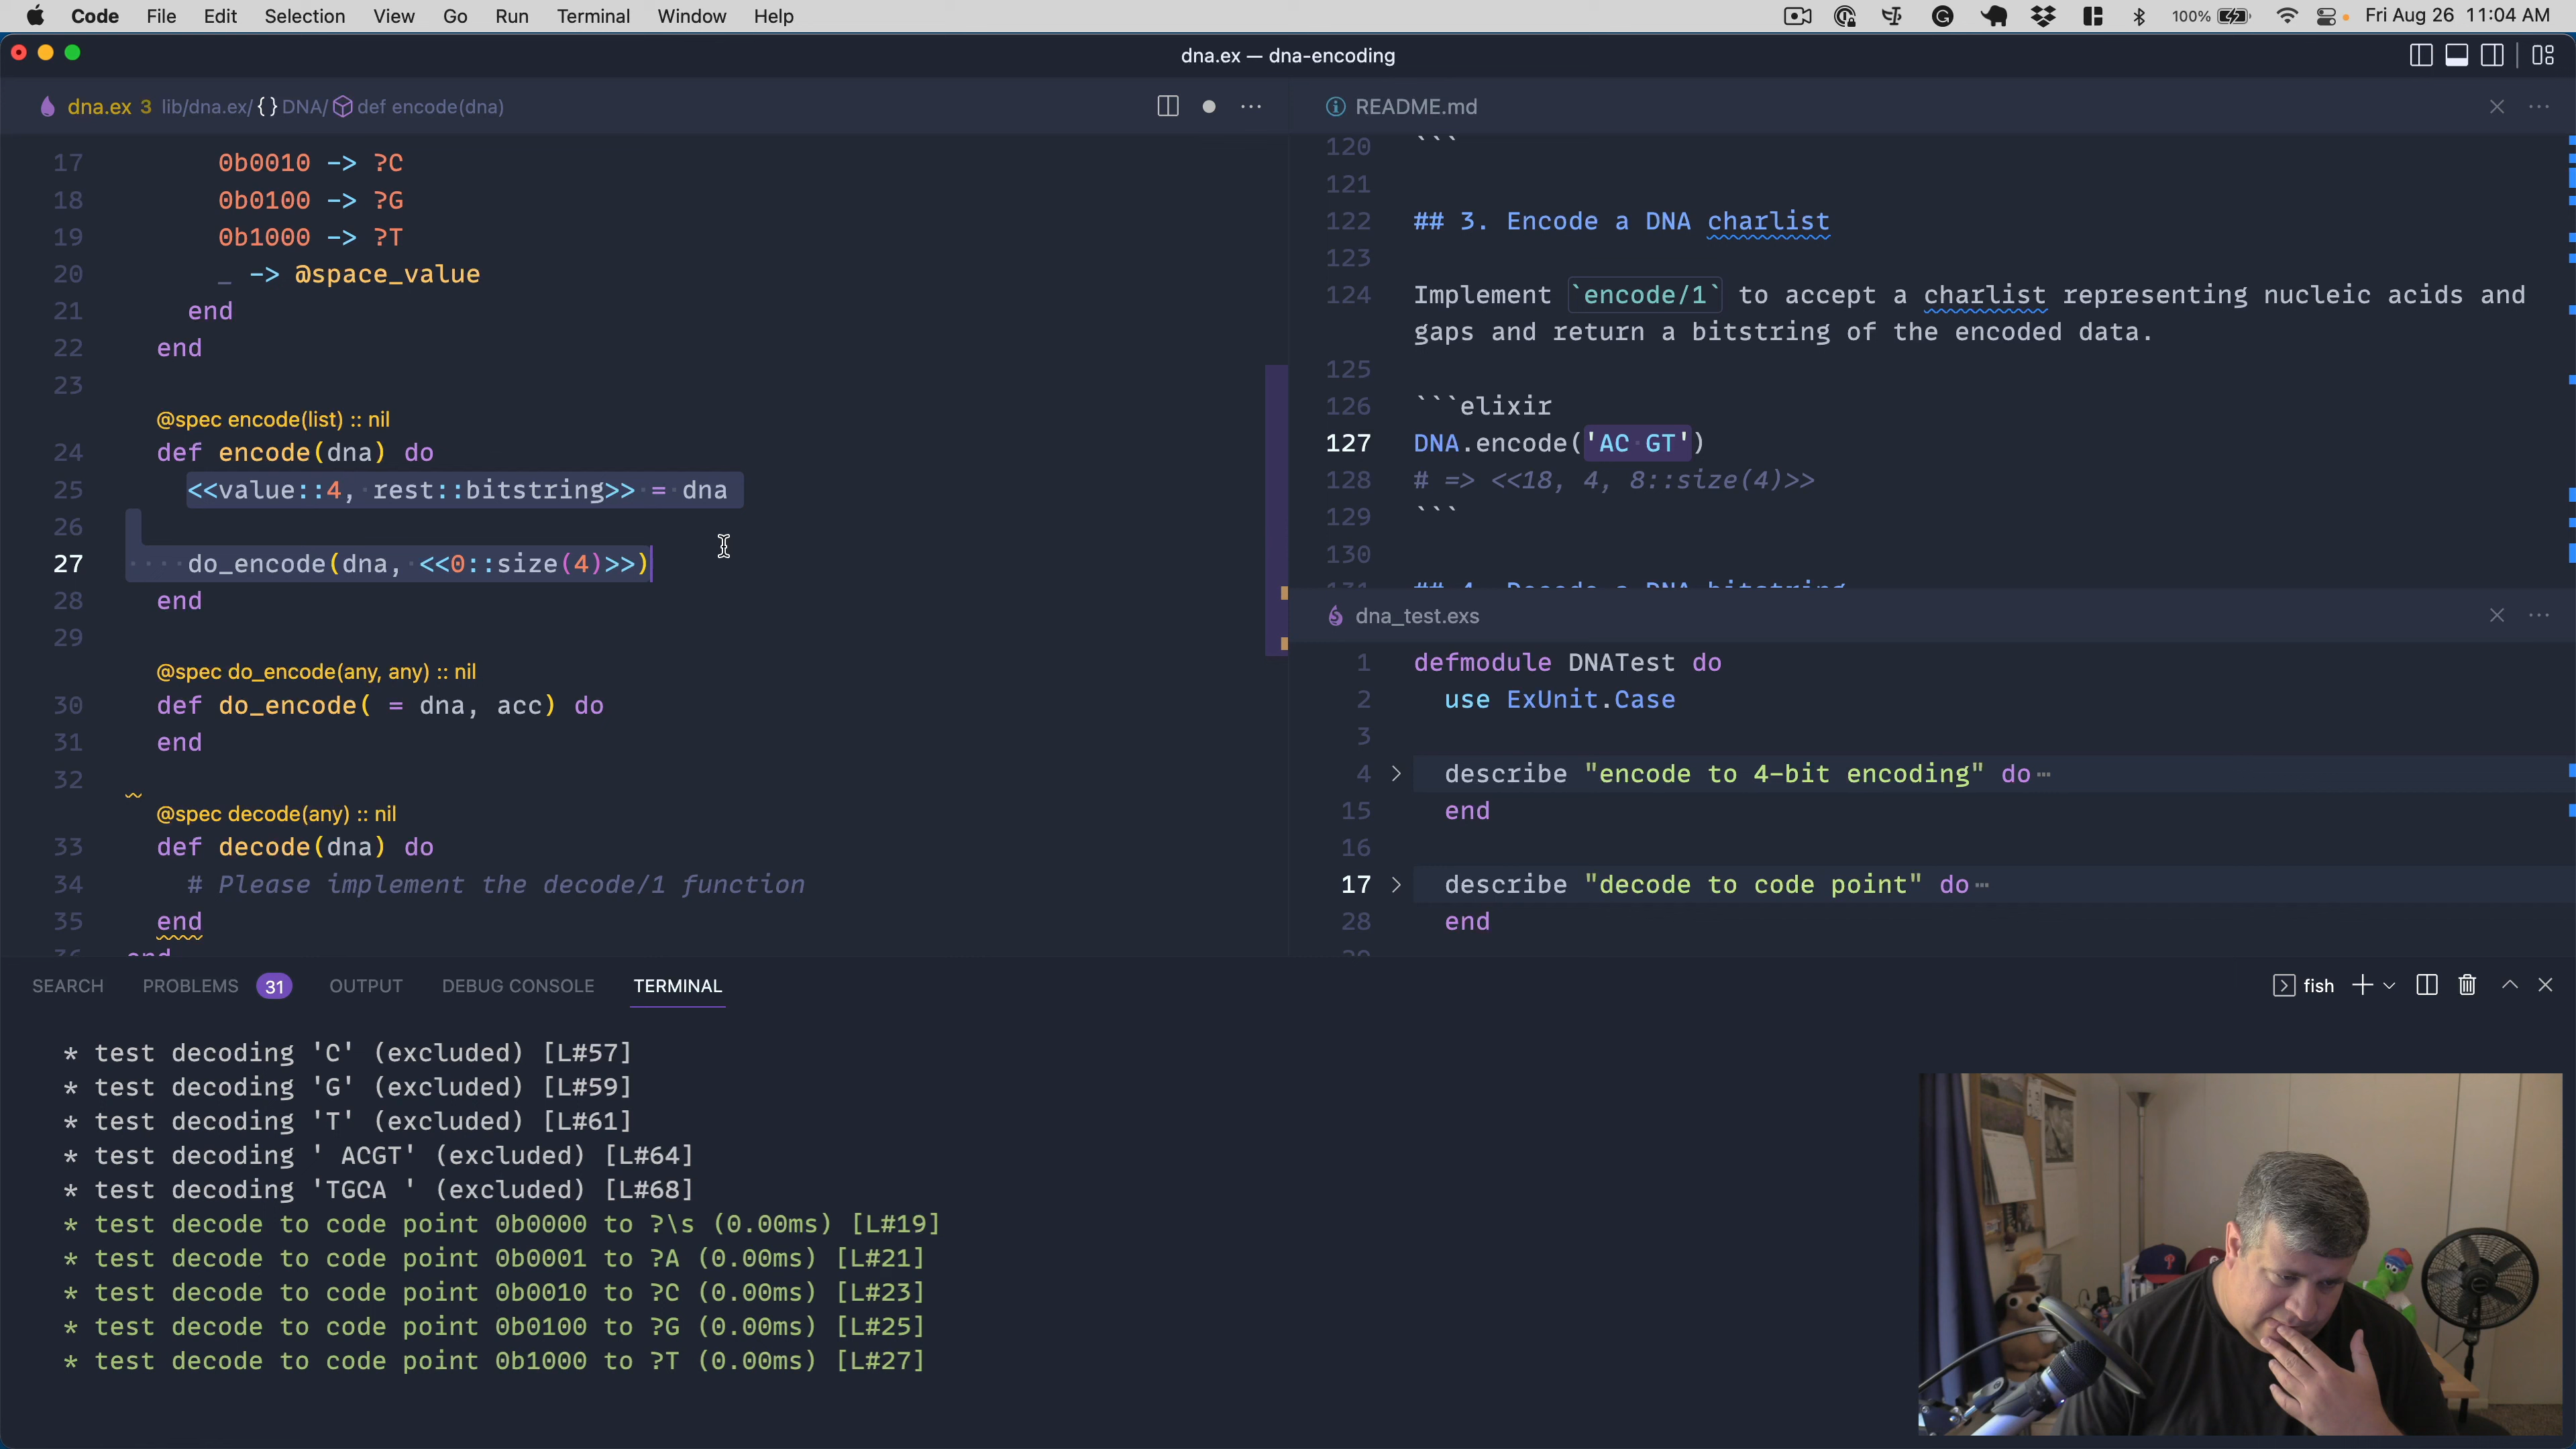 Code File Edit Selection View Go Run Terminal Window Help 100% Fri Aug 26 11:04 AM
dna.ex — dna-encoding
dna.ex 3 lib/dna.ex/ {} DNA/ def encode(dna)
17 0b0010 -> ?C
18 0b0100 -> ?G
19 0b1000 -> ?T
20 _ -> @space_value
21 end
22 end
23
@spec encode(list) :: nil
24 def encode(dna) do
25 <<value::4, rest::bitstring>> = dna
26
27 do_encode(dna, <<0::size(4)>>)
28 end
29
@spec do_encode(any, any) :: nil
30 def do_encode( = dna, acc) do
31 end
32
@spec decode(any) :: nil
33 def decode(dna) do
34 # Please implement the decode/1 function
35 end
36 end
README.md
120 ```
121
122 ## 3. Encode a DNA charlist
123
124 Implement `encode/1` to accept a charlist representing nucleic acids and
gaps and return a bitstring of the encoded data.
125
126 ```elixir
127 DNA.encode('AC GT')
128 # => <<18, 4, 8::size(4)>>
129 ```
130
131 ## 4. Decode a DNA bitstring
dna_test.exs
1 defmodule DNATest do
2 use ExUnit.Case
3
4 describe "encode to 4-bit encoding" do…
15 end
16
17 describe "decode to code point" do…
28 end
29
SEARCH PROBLEMS 31 OUTPUT DEBUG CONSOLE TERMINAL fish
* test decoding 'C' (excluded) [L#57]
* test decoding 'G' (excluded) [L#59]
* test decoding 'T' (excluded) [L#61]
* test decoding ' ACGT' (excluded) [L#64]
* test decoding 'TGCA ' (excluded) [L#68]
* test decode to code point 0b0000 to ?\s (0.00ms) [L#19]
* test decode to code point 0b0001 to ?A (0.00ms) [L#21]
* test decode to code point 0b0010 to ?C (0.00ms) [L#23]
* test decode to code point 0b0100 to ?G (0.00ms) [L#25]
* test decode to code point 0b1000 to ?T (0.00ms) [L#27]